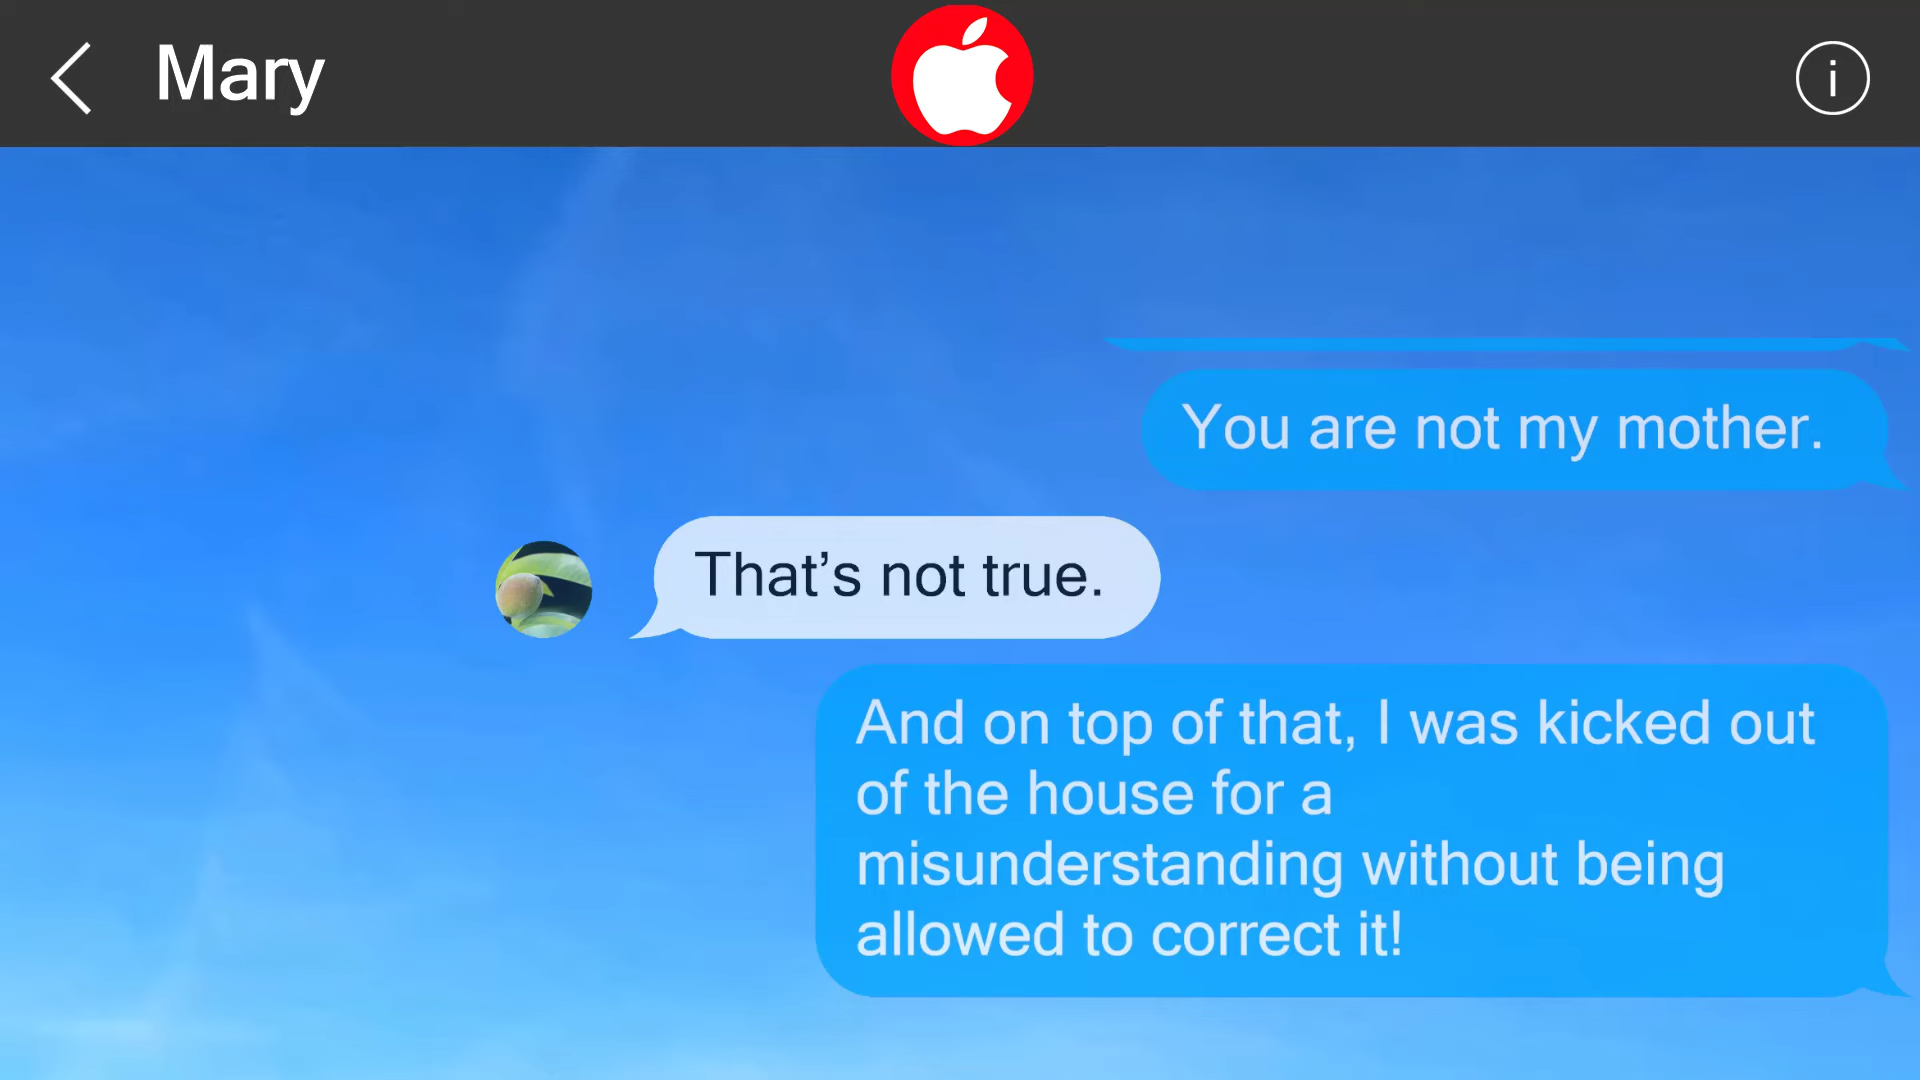 Mary
i
You are not my mother.
That’s not true.
And on top of that, I was kicked out
of the house for a
misunderstanding without being
allowed to correct it!